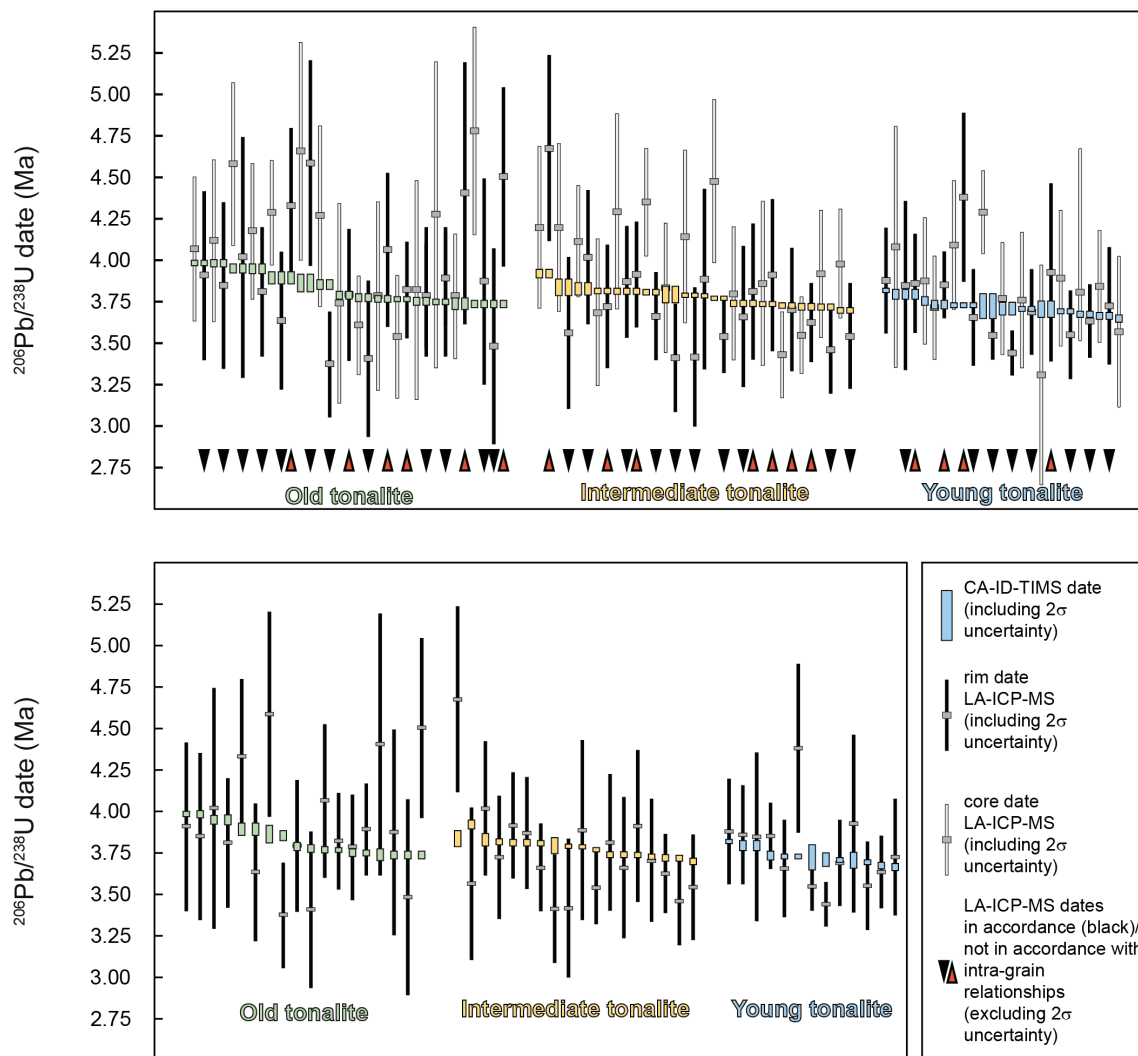 5.25
5.00
4.75
4.50
4.25
4.00
3.75
3.50
3.25
3.00
2.75
206Pb/238U date (Ma)
Old tonalite
Intermediate tonalite
Young tonalite
5.25
5.00
4.75
4.50
4.25
4.00
3.75
3.50
3.25
3.00
2.75
206Pb/238U date (Ma)
Old tonalite
Intermediate tonalite
Young tonalite
CA-ID-TIMS date
(including 2σ
uncertainty)
rim date
LA-ICP-MS
(including 2σ
uncertainty)
core date
LA-ICP-MS
(including 2σ
uncertainty)
LA-ICP-MS dates
in accordance (black)/
not in accordance with
intra-grain
relationships
(excluding 2σ
uncertainty)